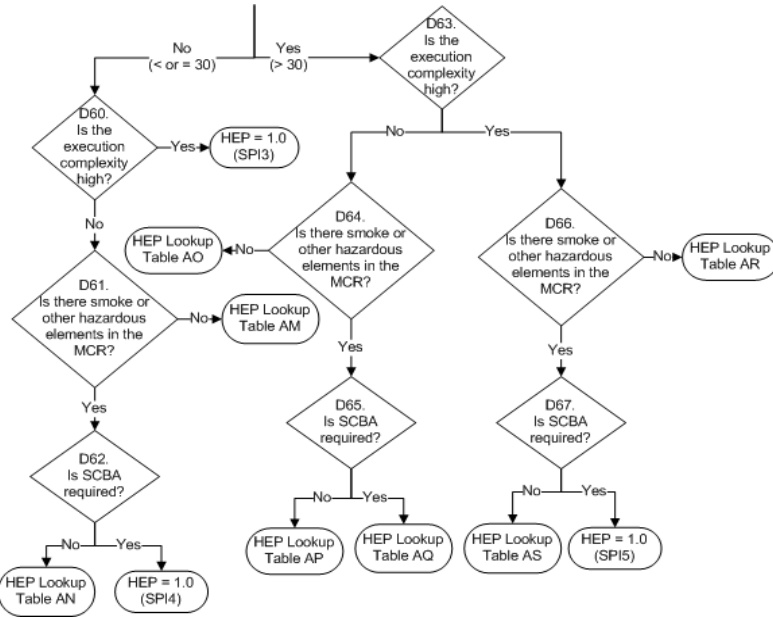 No
(< or = 30)
Yes
(> 30)
D63.
Is the
execution
complexity
high?
D60.
Is the
execution
complexity
high?
Yes
HEP = 1.0
(SPI3)
No
Yes
No
D64.
Is there smoke or
other hazardous
elements in the
MCR?
No
HEP Lookup
Table AO
D66.
Is there smoke or
other hazardous
elements in the
MCR?
No
HEP Lookup
Table AR
D61.
Is there smoke or
other hazardous
elements in the
MCR?
No
HEP Lookup
Table AM
Yes
Yes
Yes
D65.
Is SCBA
required?
D67.
Is SCBA
required?
D62.
Is SCBA
required?
No
Yes
HEP Lookup
Table AP
HEP Lookup
Table AQ
No
Yes
HEP Lookup
Table AS
HEP = 1.0
(SPI5)
No
Yes
HEP Lookup
Table AN
HEP = 1.0
(SPI4)